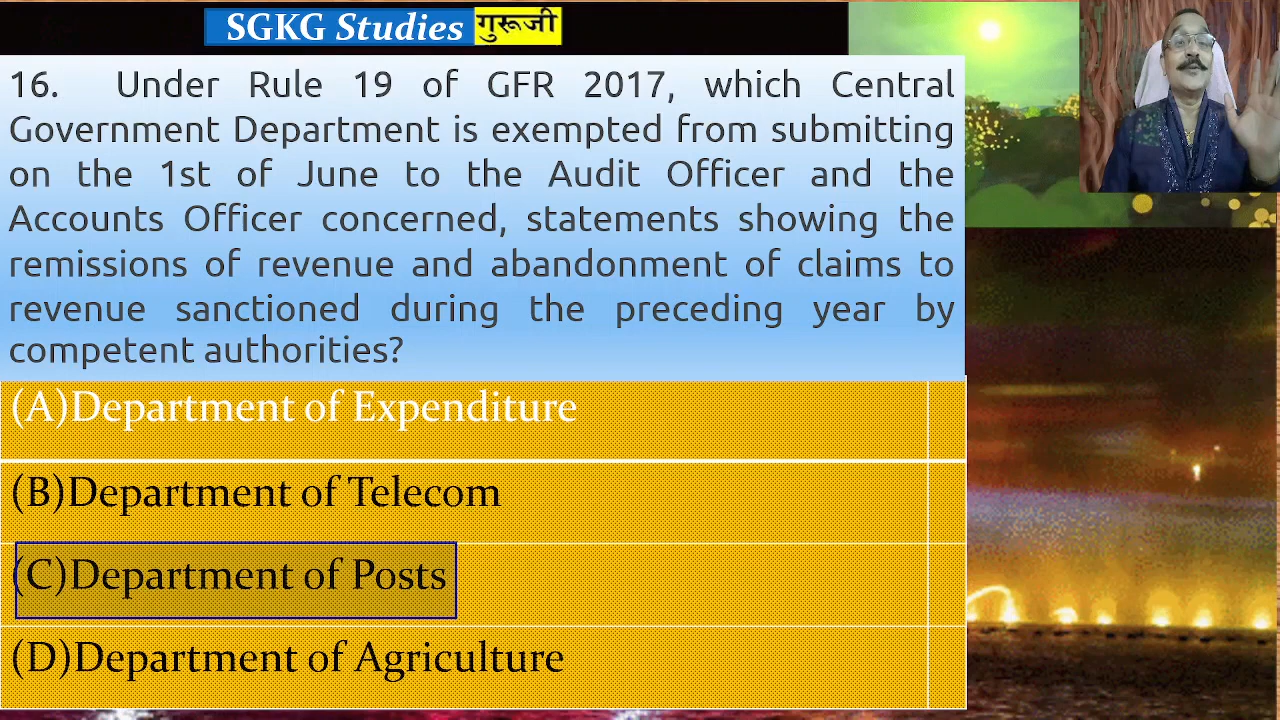 SGKG Studies गुरूजी
16. Under Rule 19 of GFR 2017, which Central
Government Department is exempted from submitting
on the 1st of June to the Audit Officer and the
Accounts Officer concerned, statements showing the
remissions of revenue and abandonment of claims to
revenue sanctioned during the preceding year by
competent authorities?
(A)Department of Expenditure
(B)Department of Telecom
(C)Department of Posts
(D)Department of Agriculture